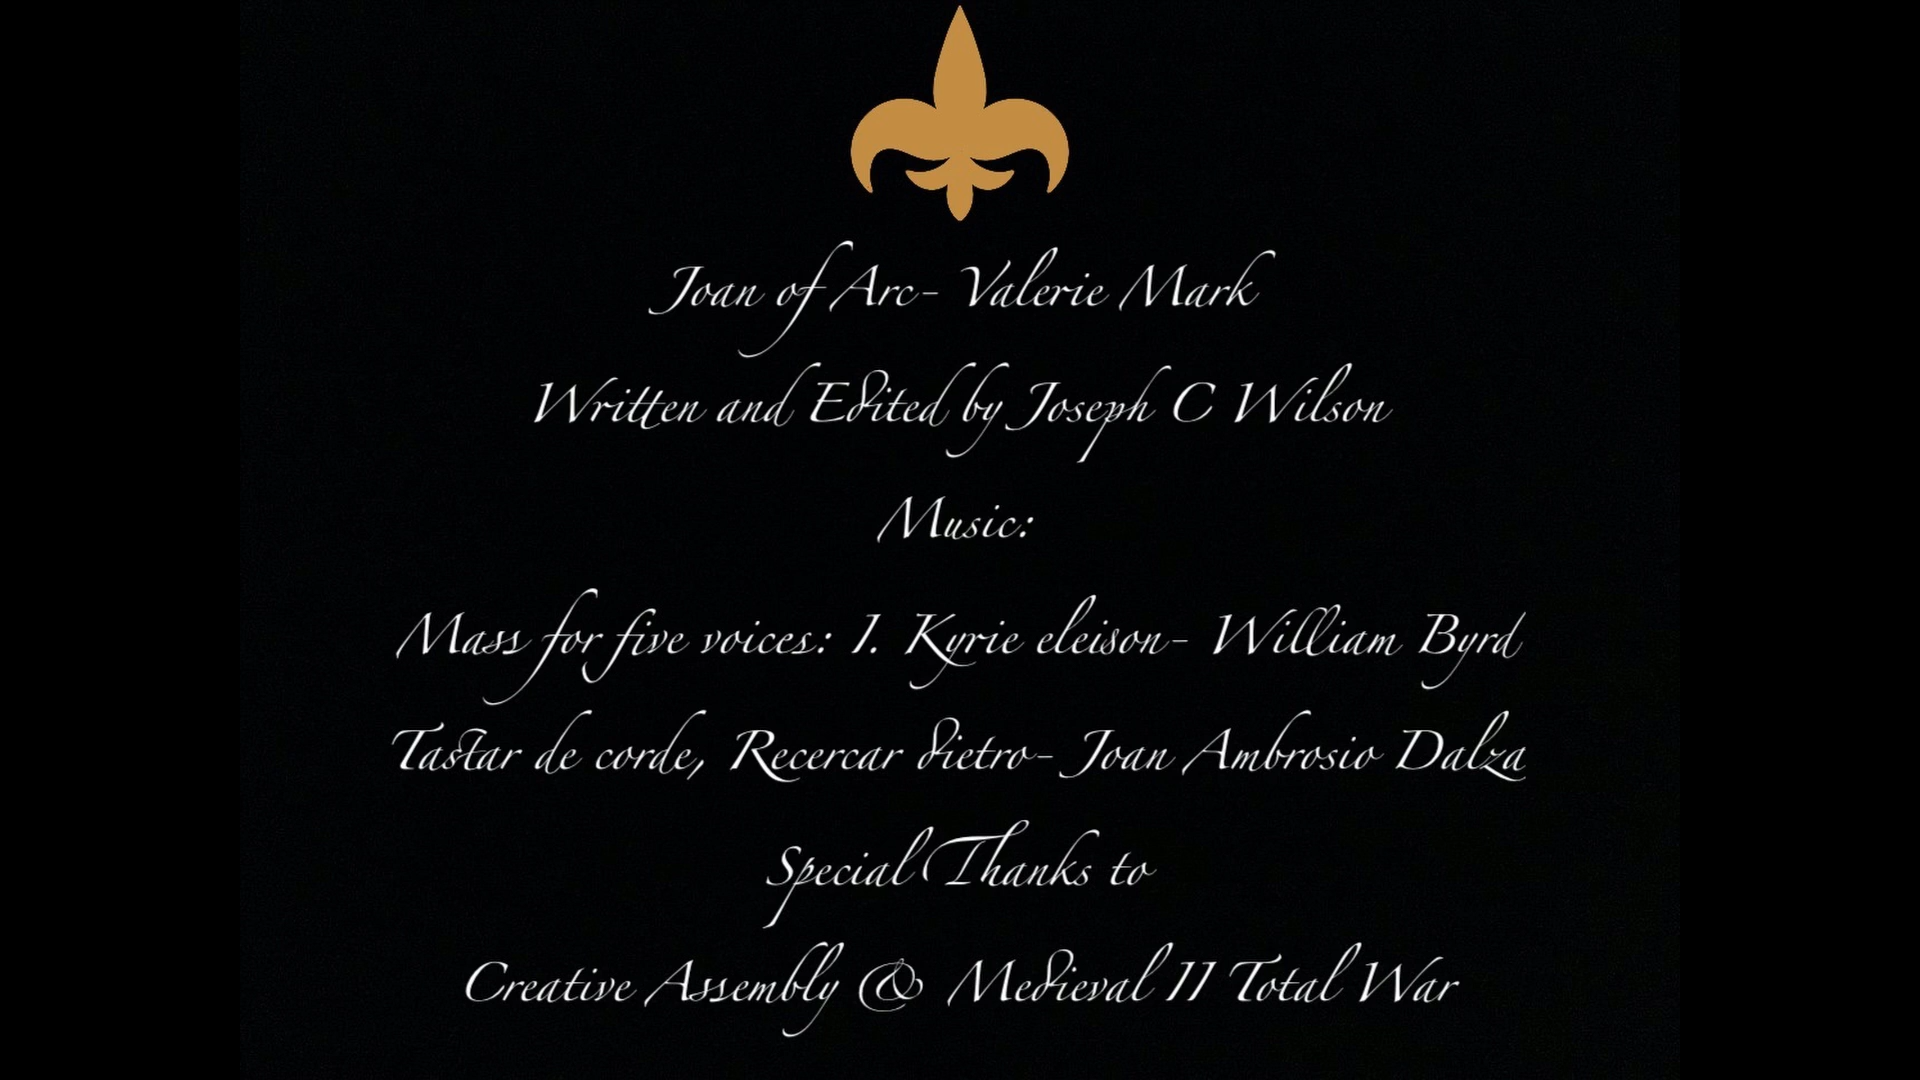 Joan of Arc- Valerie Mark
Written and Edited by Joseph C Wilson
Music:
Mass for five voices: I. Kyrie eleison- William Byrd
Tastar de corde, Recercar dietro- Joan Ambrosio Dalza
Special Thanks to
Creative Assembly & Medieval II Total War